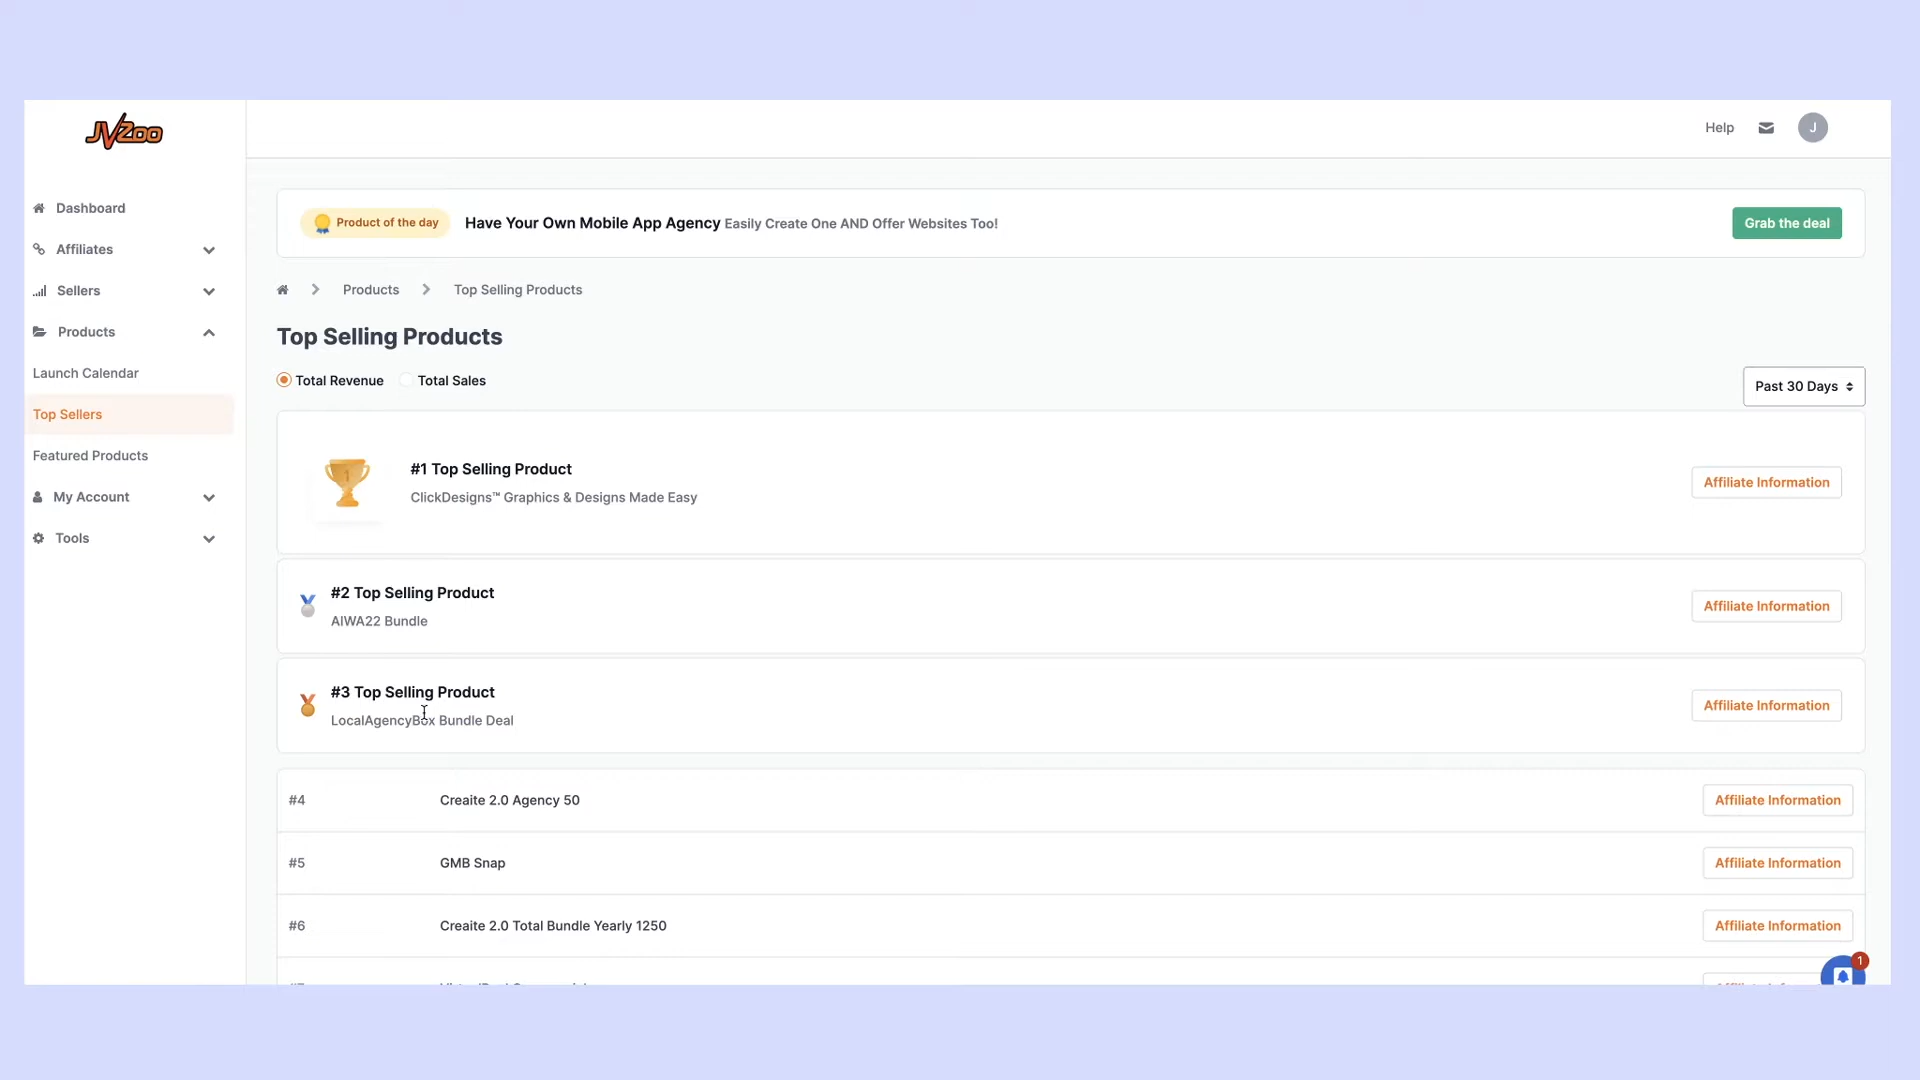 JVZoo
Help
J
Dashboard
Affiliates
Sellers
Products
Launch Calendar
Top Sellers
Featured Products
My Account
Tools
Product of the day
Have Your Own Mobile App Agency Easily Create One AND Offer Websites Too!
Grab the deal
Products
Top Selling Products
Top Selling Products
Total Revenue
Total Sales
Past 30 Days
1
#1 Top Selling Product
ClickDesigns™ Graphics & Designs Made Easy
Affiliate Information
#2 Top Selling Product
AIWA22 Bundle
Affiliate Information
#3 Top Selling Product
LocalAgencyBox Bundle Deal
Affiliate Information
#4 Creaite 2.0 Agency 50 Affiliate Information
#5 GMB Snap Affiliate Information
#6 Creaite 2.0 Total Bundle Yearly 1250 Affiliate Information
1